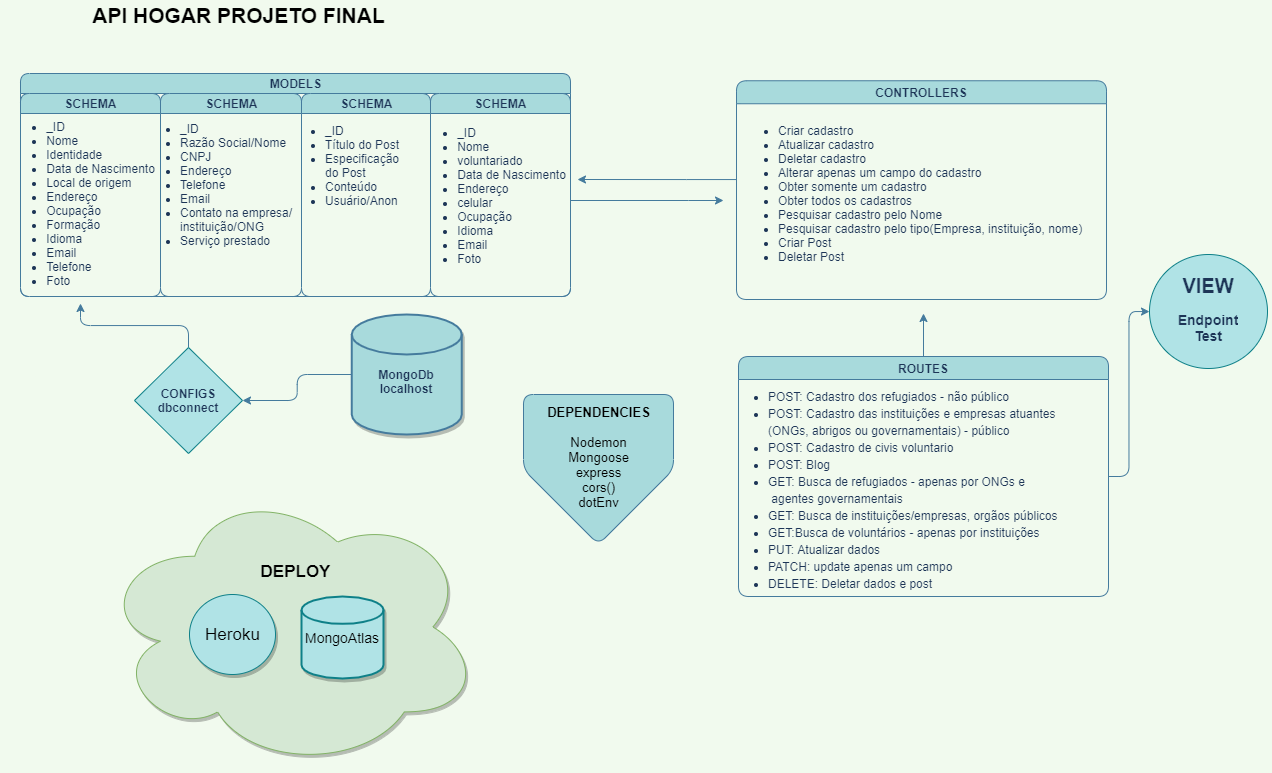 API HOGAR PROJETO FINAL
MODELS
SCHEMA
_ID
Nome
Identidade
Data de Nascimento
Local de origem
Endereço
Ocupação
Formação
Idioma
Email
Telefone
Foto
SCHEMA
_ID
Razão Social/Nome
CNPJ
Endereço
Telefone
Email
Contato na empresa/
instituição/ONG
Serviço prestado
SCHEMA
_ID
Título do Post
Especificação
do Post
Conteúdo
Usuário/Anon
SCHEMA
_ID
Nome
voluntariado
Data de Nascimento
Endereço
celular
Ocupação
Idioma
Email
Foto
CONTROLLERS
Criar cadastro
Atualizar cadastro
Deletar cadastro
Alterar apenas um campo do cadastro
Obter somente um cadastro
Obter todos os cadastros
Pesquisar cadastro pelo Nome
Pesquisar cadastro pelo tipo(Empresa, instituição, nome)
Criar Post
Deletar Post
VIEW
Endpoint
Test
CONFIGS
dbconnect
MongoDb
localhost
DEPENDENCIES
Nodemon
Mongoose
express
cors()
dotEnv
ROUTES
POST: Cadastro dos refugiados - não público
POST: Cadastro das instituições e empresas atuantes
(ONGs, abrigos ou governamentais) - público
POST: Cadastro de civis voluntario
POST: Blog
GET: Busca de refugiados - apenas por ONGs e
agentes governamentais
GET: Busca de instituições/empresas, orgãos públicos
GET:Busca de voluntários - apenas por instituições
PUT: Atualizar dados
PATCH: update apenas um campo
DELETE: Deletar dados e post
DEPLOY
Heroku
MongoAtlas